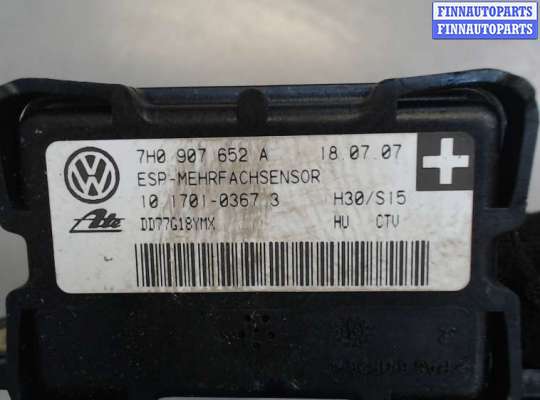 FINNAUTOPARTS
FINNAUTOPARTS
7H0 907 652 A 18.07.07
ESP-MEHRFACHSENSOR
10.1701-0367.3 H30/S15
Ate DD77G18YMX HU CTV